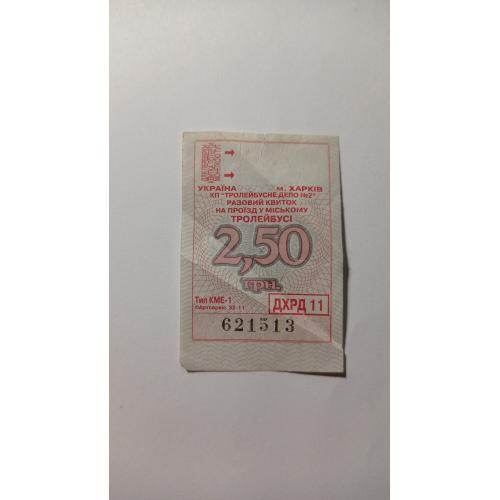 УКРАЇНА м. ХАРКІВ
КП "ТРОЛЕЙБУСНЕ ДЕПО №2"
РАЗОВИЙ КВИТОК
НА ПРОЇЗД У МІСЬКОМУ
ТРОЛЕЙБУСІ
2,50
грн.
Тип КМЕ-1
ДХРД 11
621513